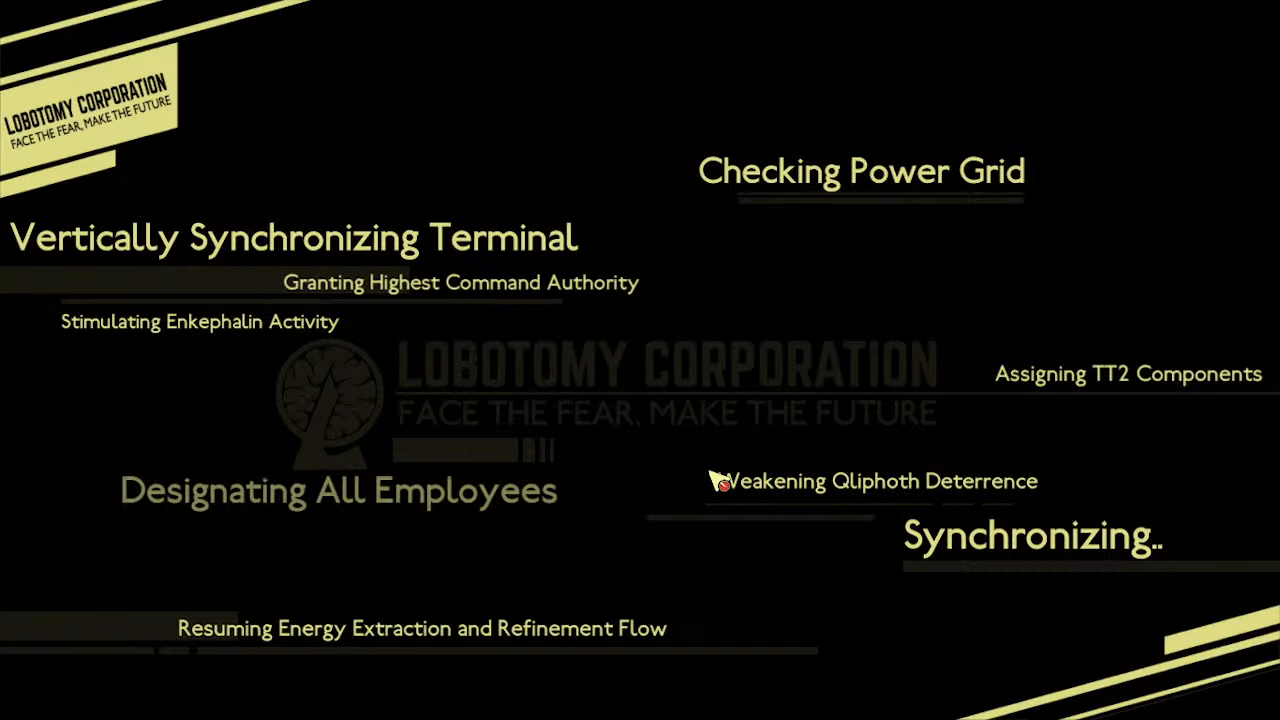 LOBOTOMY CORPORATION
FACE THE FEAR, MAKE THE FUTURE
Checking Power Grid
Vertically Synchronizing Terminal
Granting Highest Command Authority
Stimulating Enkephalin Activity
LOBOTOMY CORPORATION
FACE THE FEAR, MAKE THE FUTURE
Assigning TT2 Components
Designating All Employees
Weakening Qliphoth Deterrence
Synchronizing..
Resuming Energy Extraction and Refinement Flow